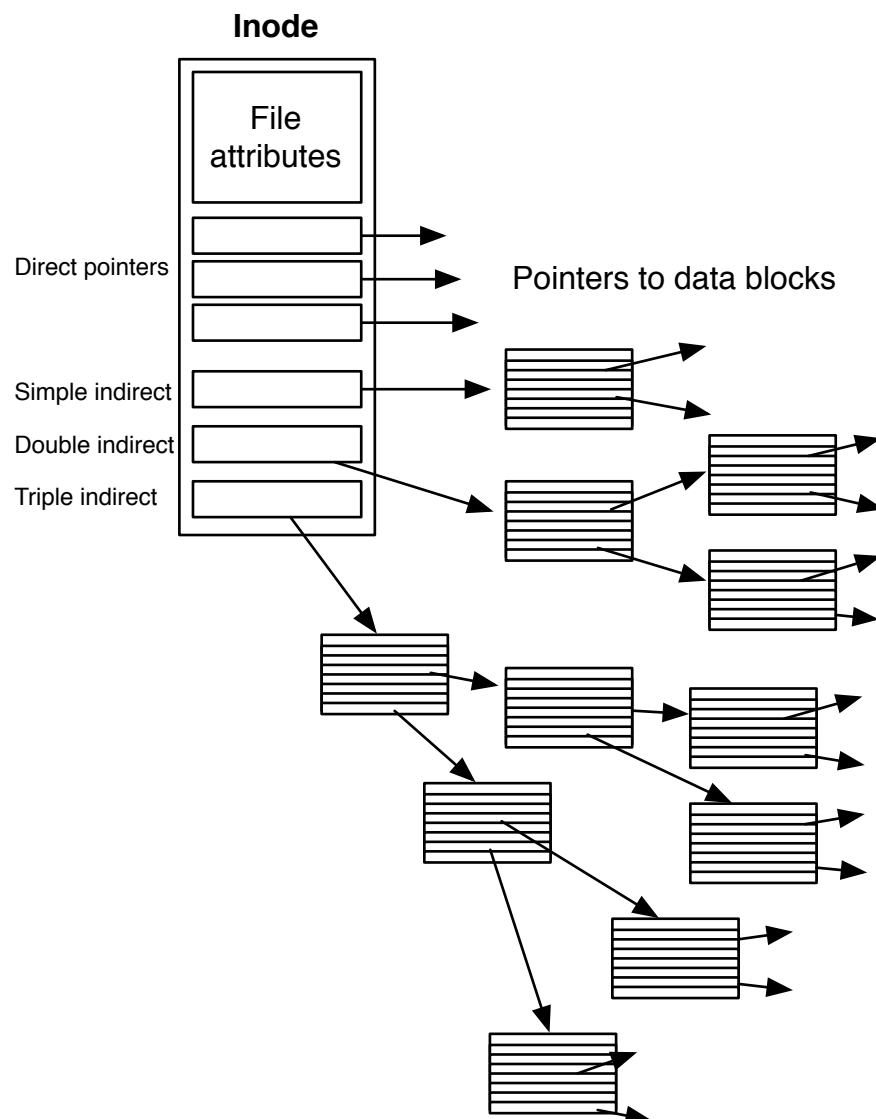 Inode
File
attributes
Direct pointers
Pointers to data blocks
Simple indirect
Double indirect
Triple indirect